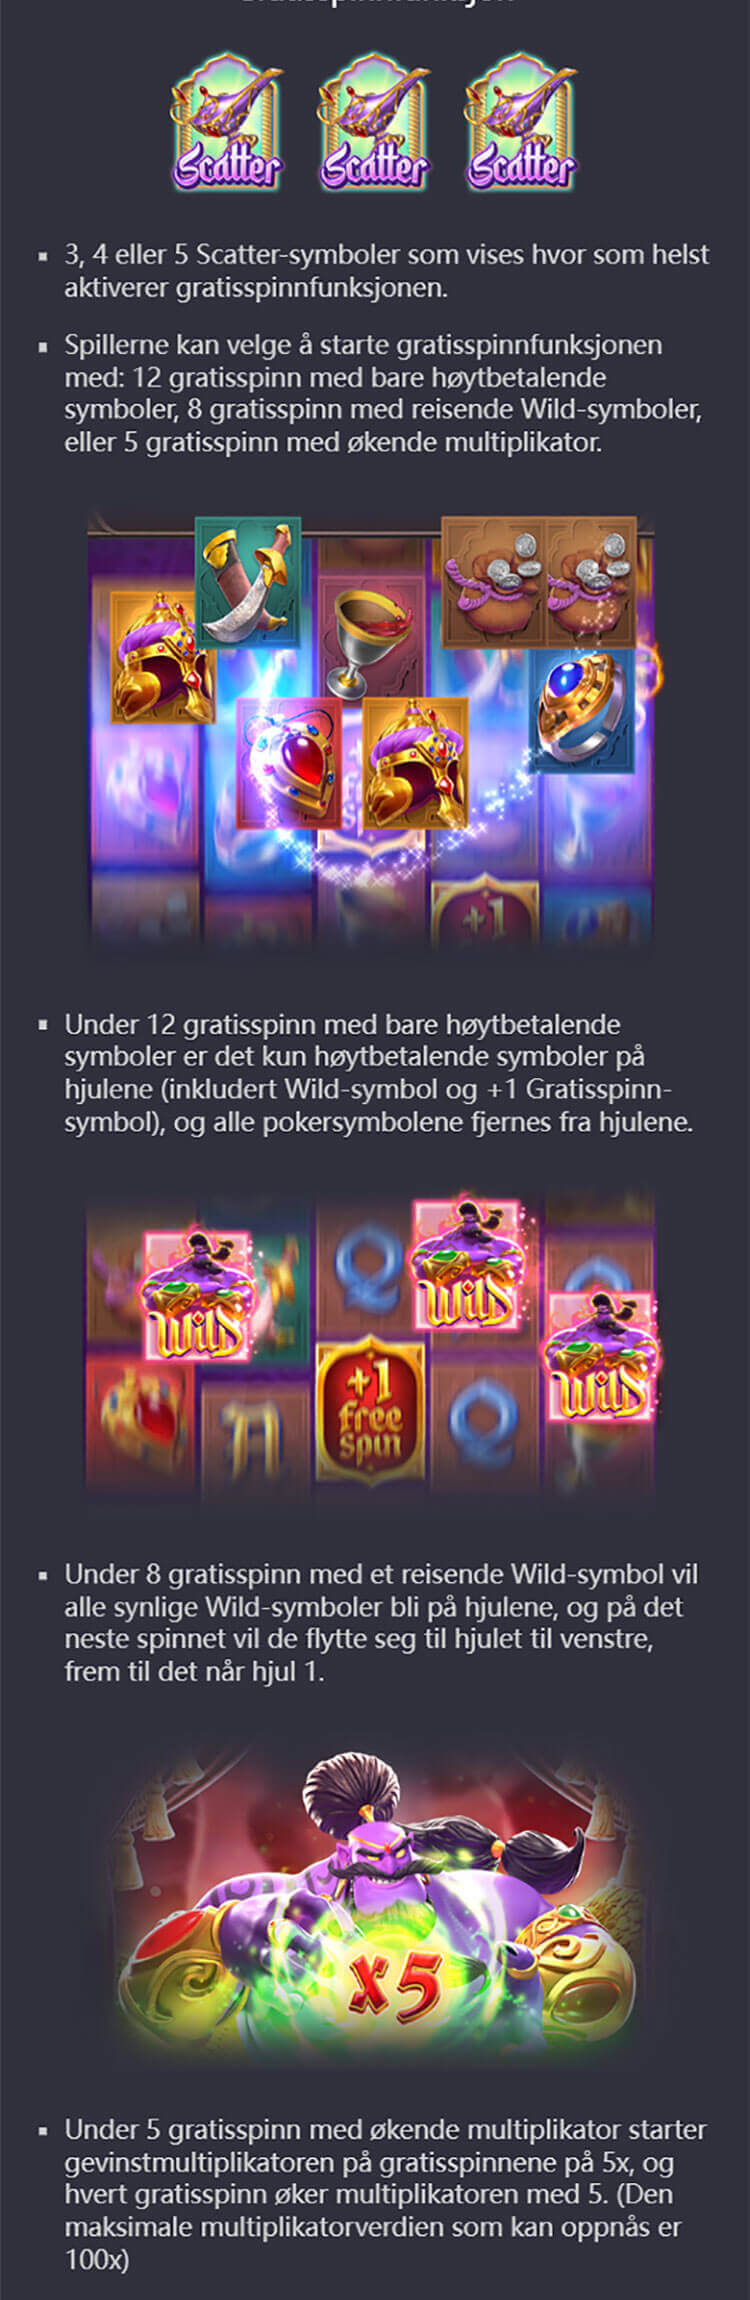 Scatter Scatter Scatter
▪ 3, 4 eller 5 Scatter-symboler som vises hvor som helst
aktiverer gratisspinnfunksjonen.
▪ Spillerne kan velge å starte gratisspinnfunksjonen
med: 12 gratisspinn med bare høytbetalende
symboler, 8 gratisspinn med reisende Wild-symboler,
eller 5 gratisspinn med økende multiplikator.
+1
▪ Under 12 gratisspinn med bare høytbetalende
symboler er det kun høytbetalende symboler på
hjulene (inkludert Wild-symbol og +1 Gratisspinn-
symbol), og alle pokersymbolene fjernes fra hjulene.
Wild
Q
Wild
Wild
+1
free
spin
A
Q
▪ Under 8 gratisspinn med et reisende Wild-symbol vil
alle synlige Wild-symboler bli på hjulene, og på det
neste spinnet vil de flytte seg til hjulet til venstre,
frem til det når hjul 1.
x5
▪ Under 5 gratisspinn med økende multiplikator starter
gevinstmultiplikatoren på gratisspinnene på 5x, og
hvert gratisspinn øker multiplikatoren med 5. (Den
maksimale multiplikatorverdien som kan oppnås er
100x)